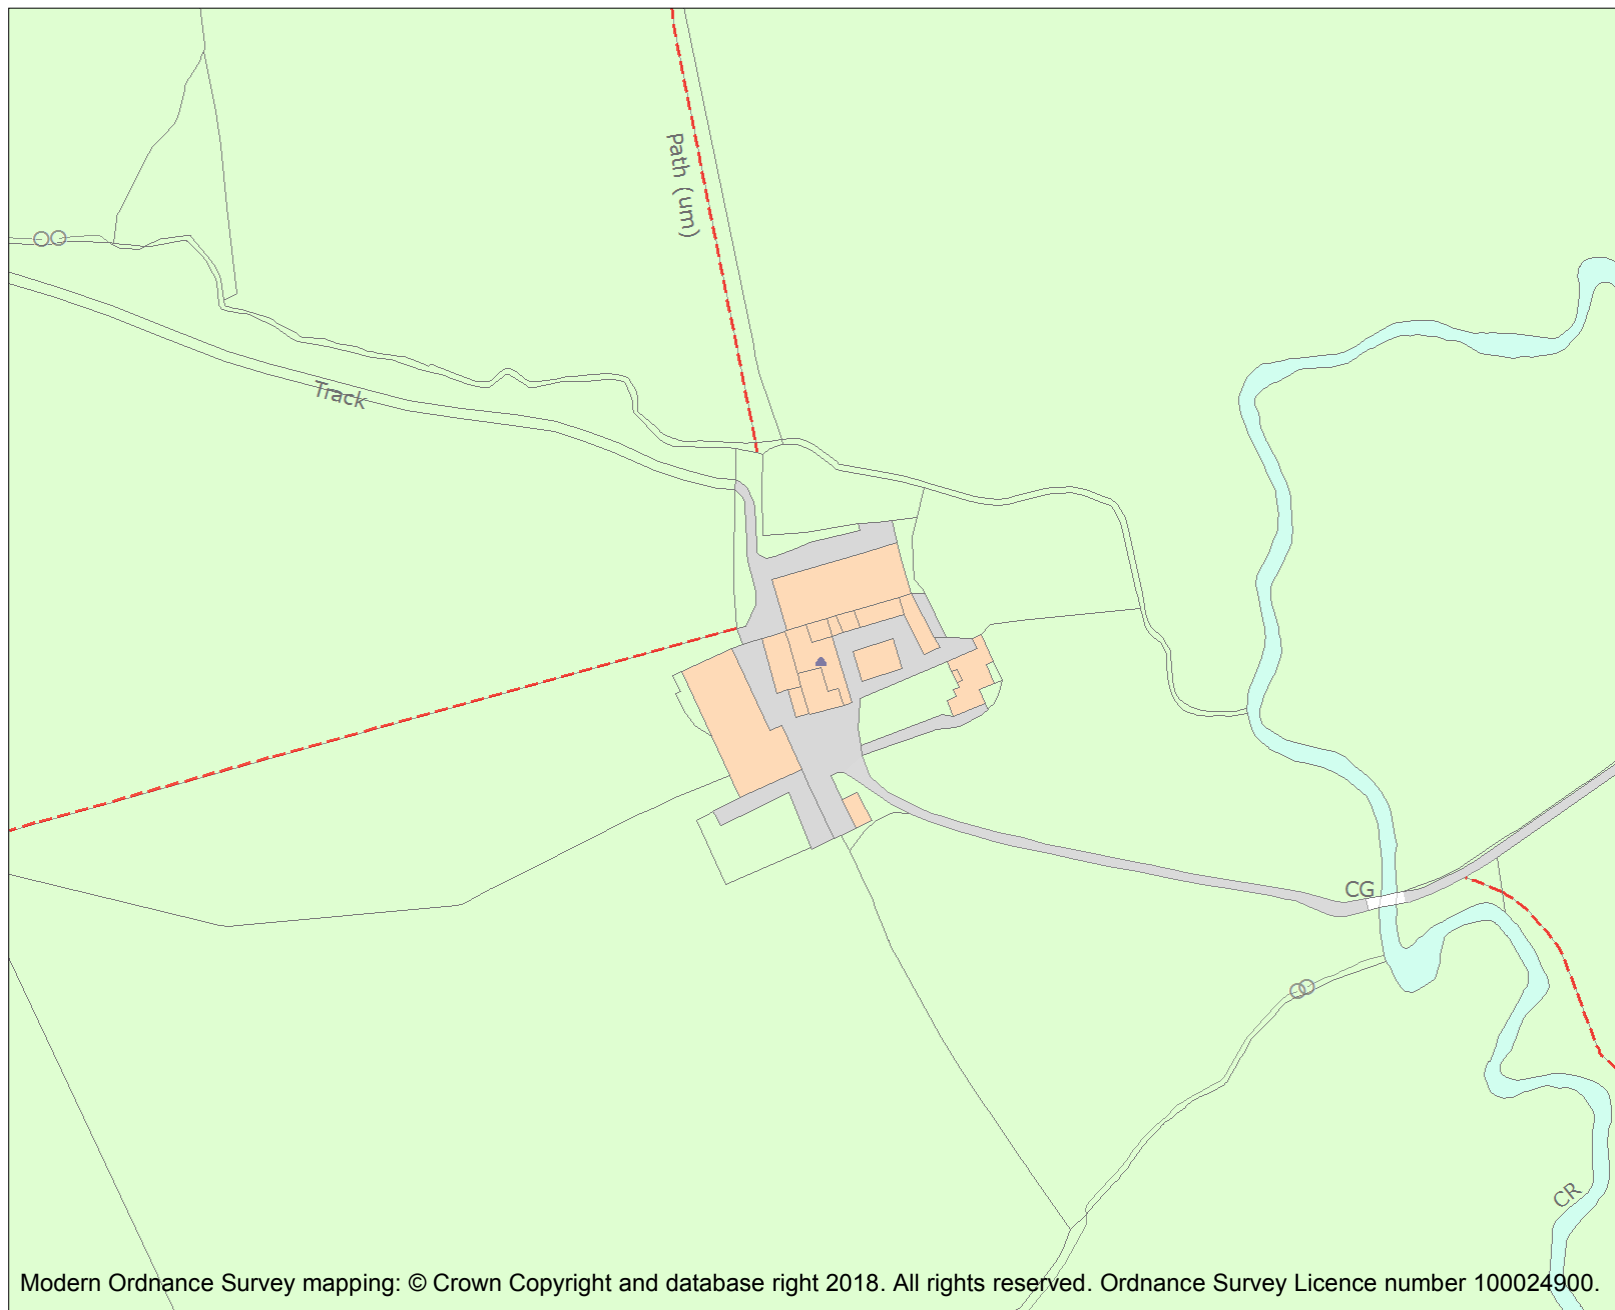 Path (um)
Track
CG
CR
Modern Ordnance Survey mapping: © Crown Copyright and database right 2018. All rights reserved. Ordnance Survey Licence number 100024900.